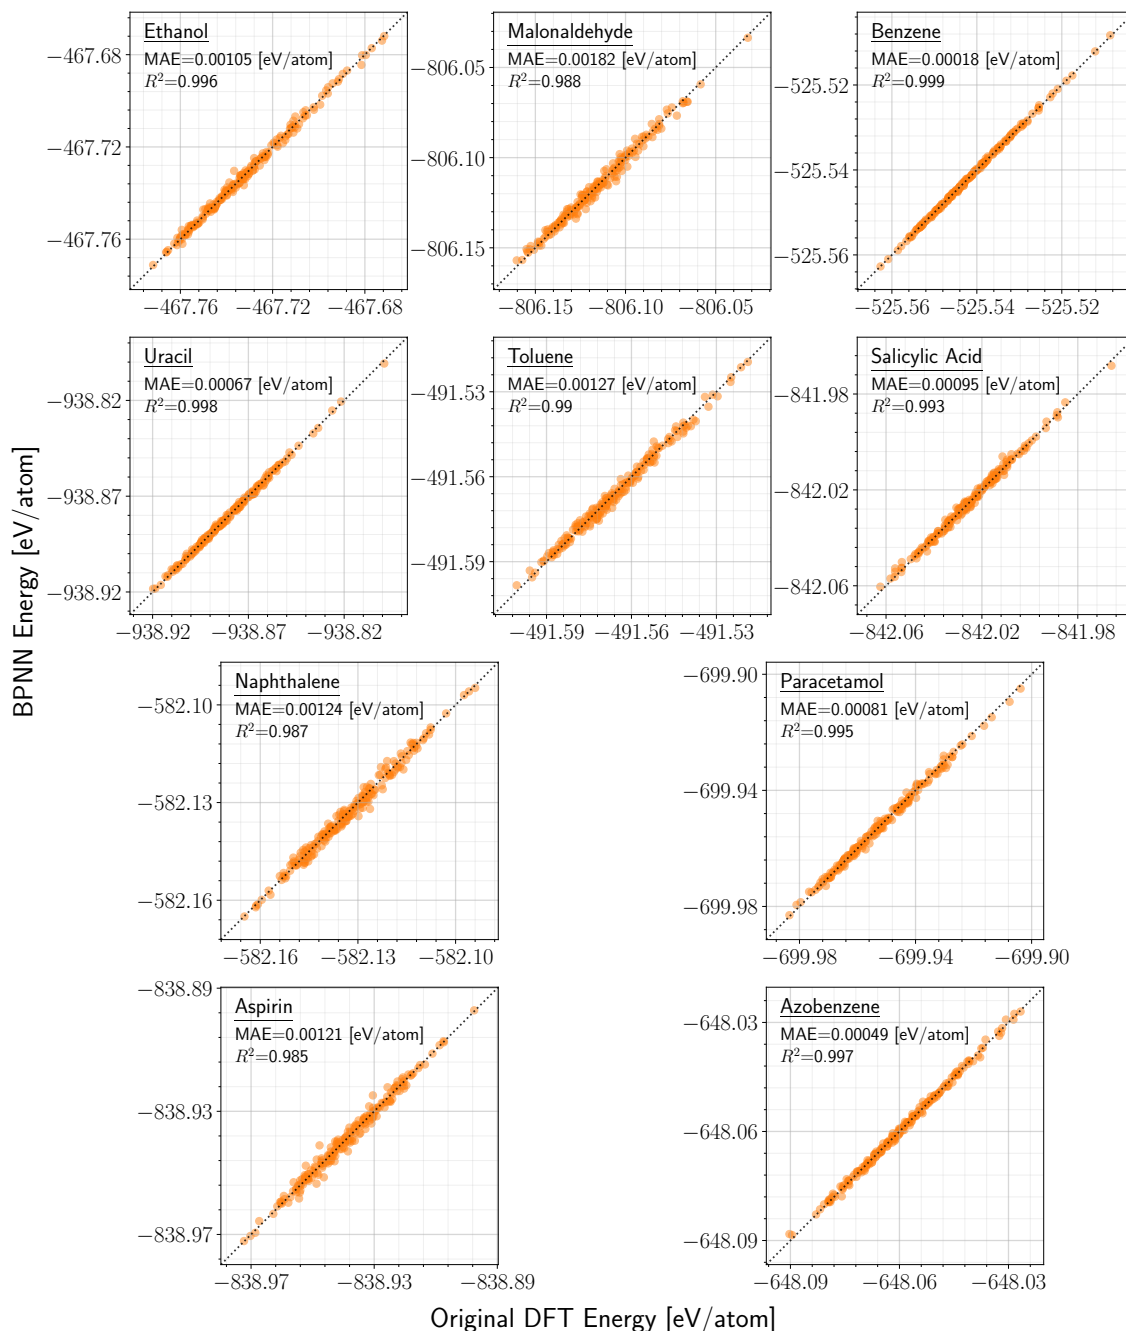 Ethanol
MAE=0.00105 [eV/atom]
R²=0.996
−467.68
−467.72
−467.76
−467.76
−467.72
−467.68
Malonaldehyde
MAE=0.00182 [eV/atom]
R²=0.988
−806.05
−806.10
−806.15
−806.15
−806.10
−806.05
Benzene
MAE=0.00018 [eV/atom]
R²=0.999
−525.52
−525.54
−525.56
−525.56
−525.54
−525.52
Uracil
MAE=0.00067 [eV/atom]
R²=0.998
−938.82
−938.87
−938.92
−938.92
−938.87
−938.82
Toluene
MAE=0.00127 [eV/atom]
R²=0.99
−491.53
−491.56
−491.59
−491.59
−491.56
−491.53
Salicylic Acid
MAE=0.00095 [eV/atom]
R²=0.993
−841.98
−842.02
−842.06
−842.06
−842.02
−841.98
BPNN Energy [eV/atom]
Naphthalene
MAE=0.00124 [eV/atom]
R²=0.987
−582.10
−582.13
−582.16
−582.16
−582.13
−582.10
Paracetamol
MAE=0.00081 [eV/atom]
R²=0.995
−699.90
−699.94
−699.98
−699.98
−699.94
−699.90
Aspirin
MAE=0.00121 [eV/atom]
R²=0.985
−838.89
−838.93
−838.97
−838.97
−838.93
−838.89
Azobenzene
MAE=0.00049 [eV/atom]
R²=0.997
−648.03
−648.06
−648.09
−648.09
−648.06
−648.03
Original DFT Energy [eV/atom]